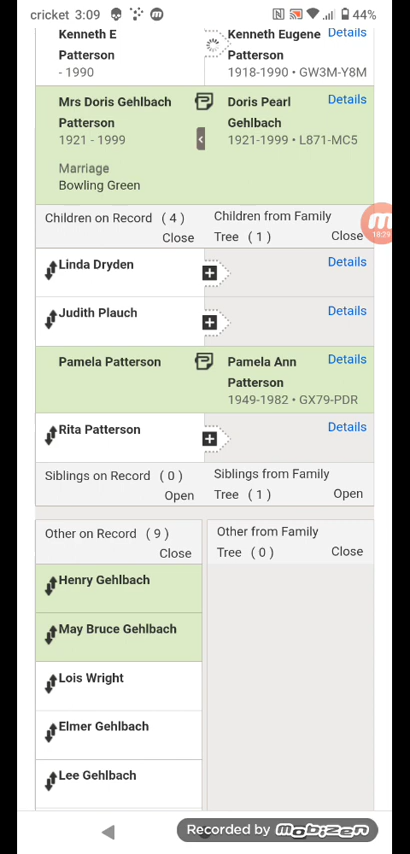 cricket 3:09 44%
Kenneth E
Patterson
- 1990
Kenneth Eugene
Patterson
1918-1990 • GW3M-Y8M
Details
Mrs Doris Gehlbach
Patterson
1921 - 1999
Marriage
Bowling Green
Doris Pearl
Gehlbach
1921-1999 • L871-MC5
Details
18:29
Children on Record ( 4 )
Close
Children from Family
Tree ( 1 ) Close
Linda Dryden
Details
Judith Plauch
Details
Pamela Patterson
Pamela Ann
Patterson
1949-1982 • GX79-PDR
Details
Rita Patterson
Details
Siblings on Record ( 0 )
Open
Siblings from Family
Tree ( 1 ) Open
Other on Record ( 9 )
Close
Other from Family
Tree ( 0 ) Close
Henry Gehlbach
May Bruce Gehlbach
Lois Wright
Elmer Gehlbach
Lee Gehlbach
Recorded by mobizen